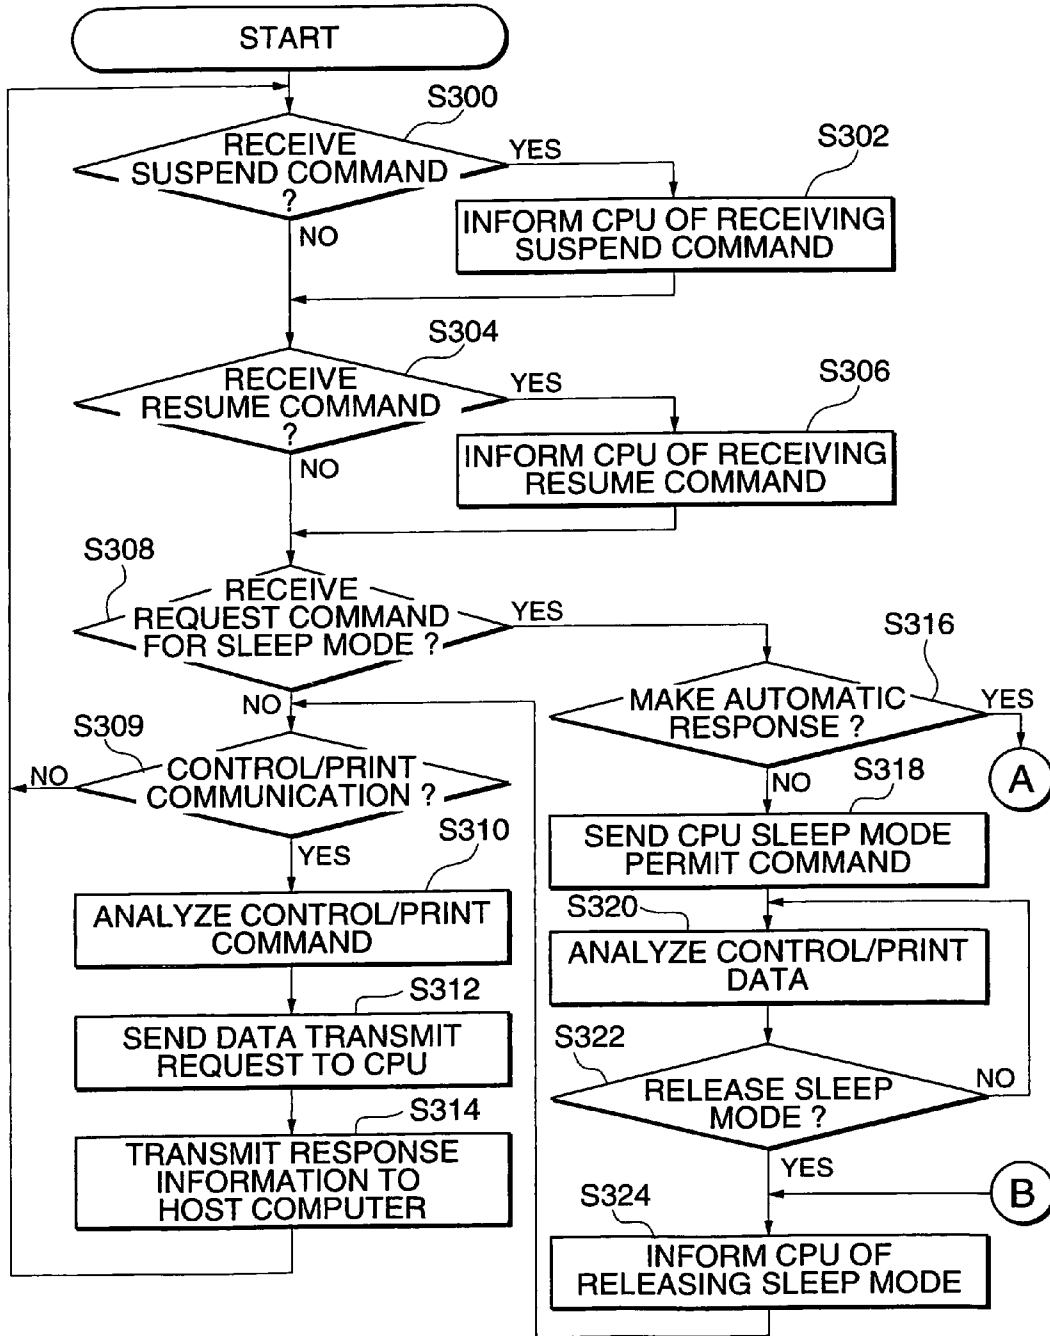 START
S300
RECEIVE
SUSPEND COMMAND
?
YES
NO
S302
INFORM CPU OF RECEIVING
SUSPEND COMMAND
S304
RECEIVE
RESUME COMMAND
?
YES
NO
S306
INFORM CPU OF RECEIVING
RESUME COMMAND
S308
RECEIVE
REQUEST COMMAND
FOR SLEEP MODE ?
YES
NO
S309
CONTROL/PRINT
COMMUNICATION ?
NO
YES
S310
ANALYZE CONTROL/PRINT
COMMAND
S312
SEND DATA TRANSMIT
REQUEST TO CPU
S314
TRANSMIT RESPONSE
INFORMATION TO
HOST COMPUTER
S316
MAKE AUTOMATIC
RESPONSE ?
YES
A
NO
S318
SEND CPU SLEEP MODE
PERMIT COMMAND
S320
ANALYZE CONTROL/PRINT
DATA
S322
RELEASE SLEEP
MODE ?
NO
YES
B
S324
INFORM CPU OF
RELEASING SLEEP MODE